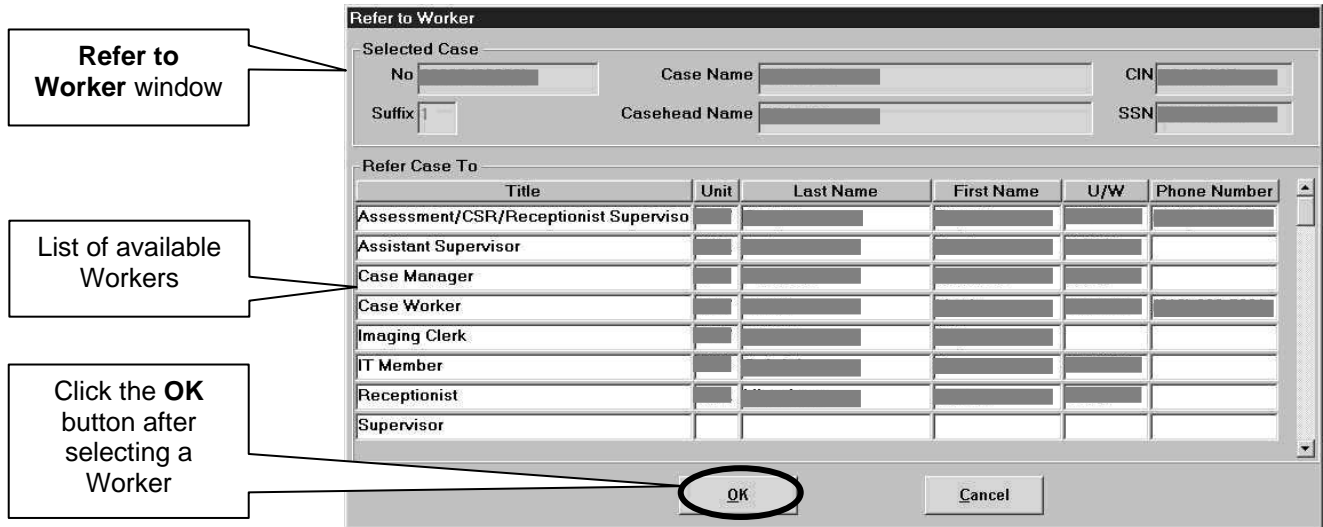 Refer to
Worker window
List of available
Workers
Click the OK
button after
selecting a
Worker
Refer to Worker
Selected Case
No Case Name CIN
Suffix 1 Casehead Name SSN
Refer Case To
Title Unit Last Name First Name U/W Phone Number
Assessment/CSR/Receptionist Superviso
Assistant Supervisor
Case Manager
Case Worker
Imaging Clerk
IT Member
Receptionist
Supervisor
OK Cancel